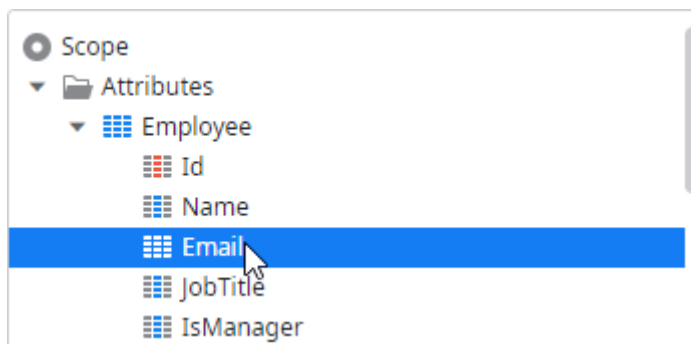 Scope
Attributes
Employee
Id
Name
Email
JobTitle
IsManager